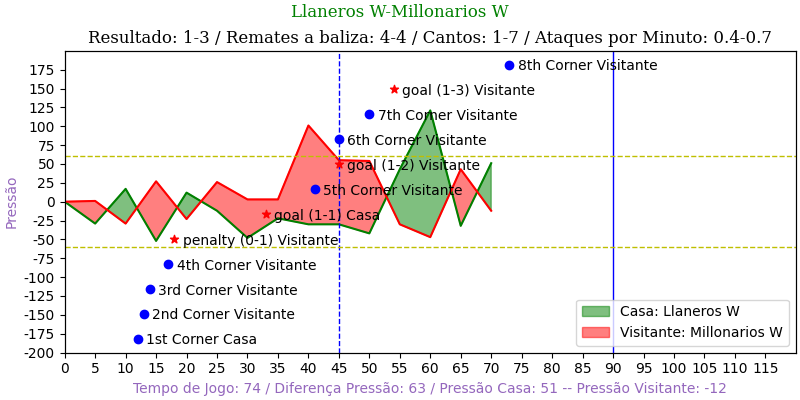 Llaneros W-Millonarios W
Resultado: 1-3 / Remates a baliza: 4-4 / Cantos: 1-7 / Ataques por Minuto: 0.4-0.7
175
8th Corner Visitante
150
goal (1-3) Visitante
125
7th Corner Visitante
100
75
6th Corner Visitante
50
goal (1-2) Visitante
25
5th Corner Visitante
0
Pressão
-25
goal (1-1) Casa
-50
penalty (0-1) Visitante
-75
4th Corner Visitante
-100
-125
3rd Corner Visitante
-150
2nd Corner Visitante
-175
1st Corner Casa
-200
Casa: Llaneros W
Visitante: Millonarios W
0 5 10 15 20 25 30 35 40 45 50 55 60 65 70 75 80 85 90 95 100 105 110 115
Tempo de Jogo: 74 / Diferença Pressão: 63 / Pressão Casa: 51 -- Pressão Visitante: -12